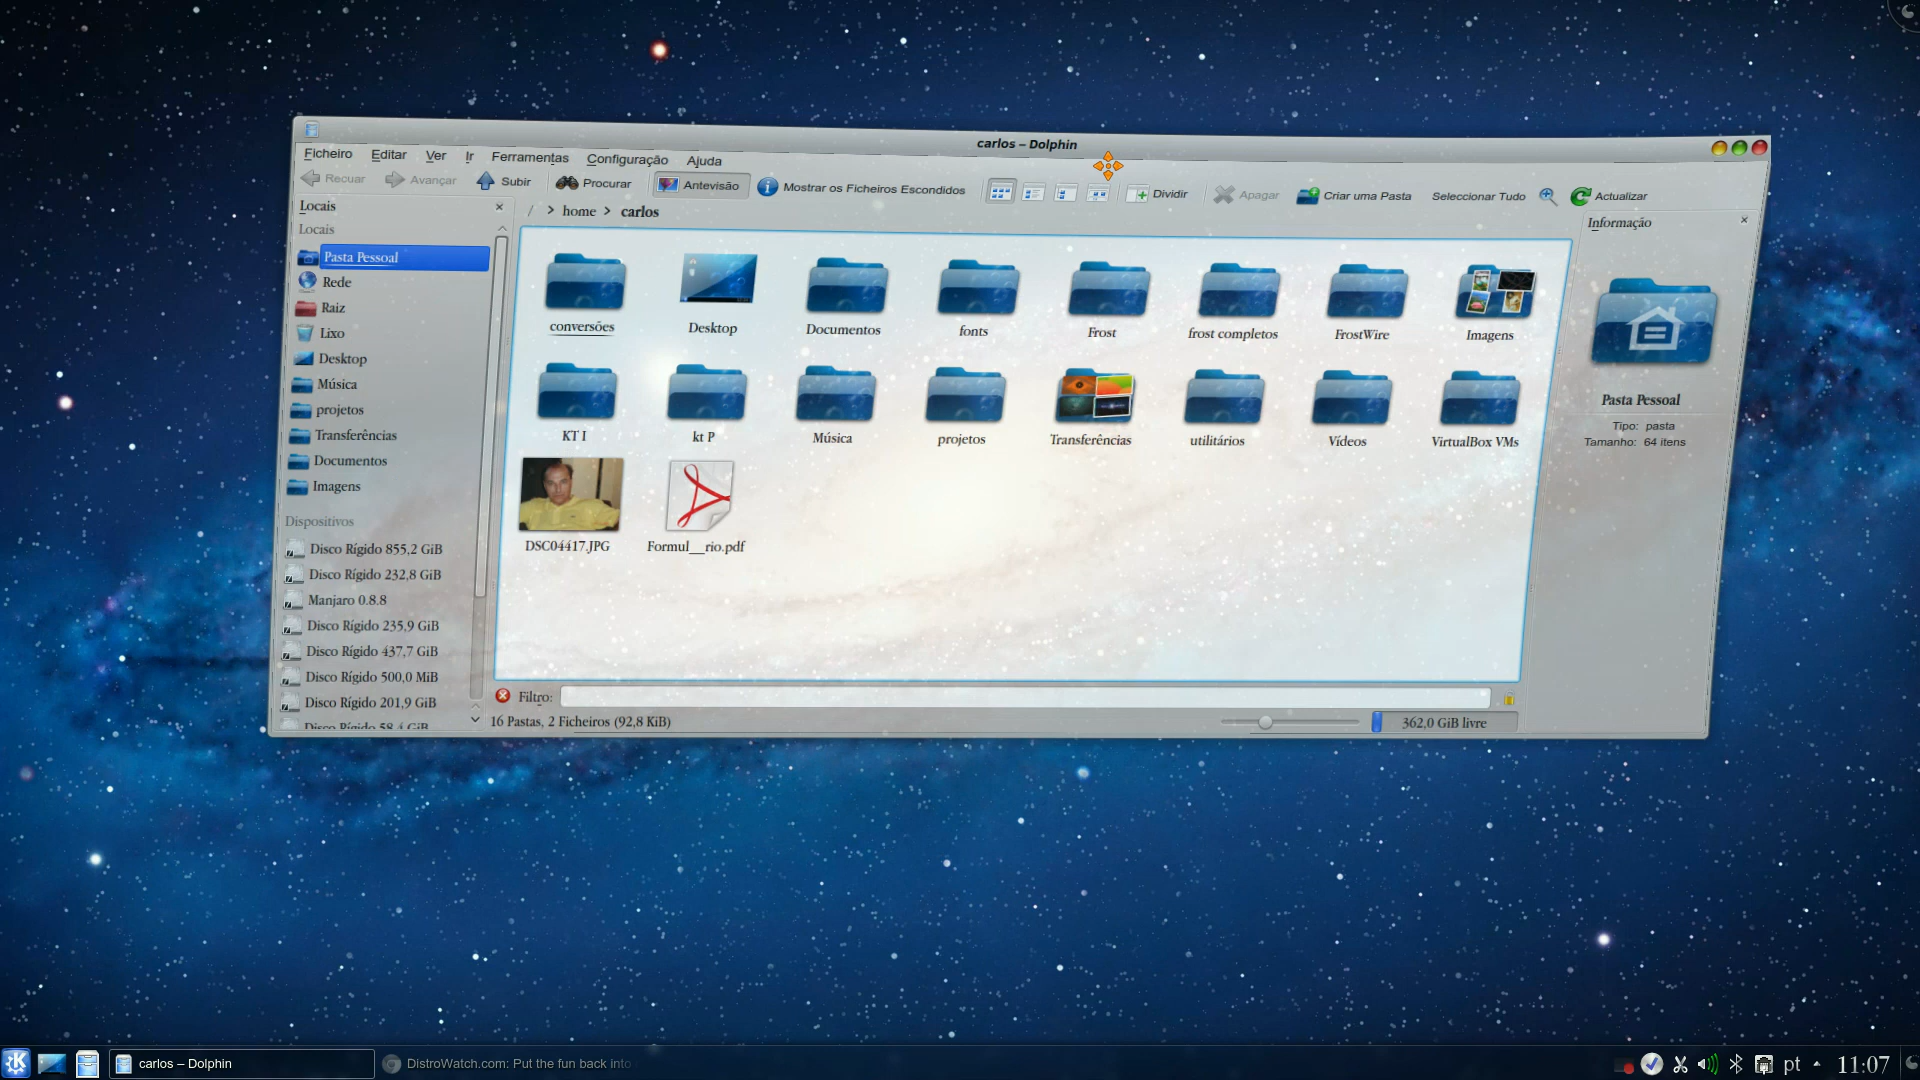 carlos – Dolphin
Ficheiro Editar Ver Ir Ferramentas Configuração Ajuda
Recuar Avançar Subir Procurar Antevisão Mostrar os Ficheiros Escondidos Dividir Apagar Criar uma Pasta Seleccionar Tudo Actualizar
Locais
/ > home > carlos
Informação
Locais
Pasta Pessoal
Rede
Raiz
Lixo
Desktop
Música
projetos
Transferências
Documentos
Imagens
Dispositivos
Disco Rígido 855,2 GiB
Disco Rígido 232,8 GiB
Manjaro 0.8.8
Disco Rígido 235,9 GiB
Disco Rígido 437,7 GiB
Disco Rígido 500,0 MiB
Disco Rígido 201,9 GiB
Disco Rígido 58,4 GiB
conversões Desktop Documentos fonts Frost frost completos FrostWire Imagens
KT I kt P Música projetos Transferências utilitários Vídeos VirtualBox VMs
DSC04417.JPG Formul__rio.pdf
Pasta Pessoal
Tipo: pasta
Tamanho: 64 itens
Filtro:
16 Pastas, 2 Ficheiros (92,8 KiB)
362,0 GiB livre
carlos – Dolphin
DistroWatch.com: Put the fun back into
pt
11:07